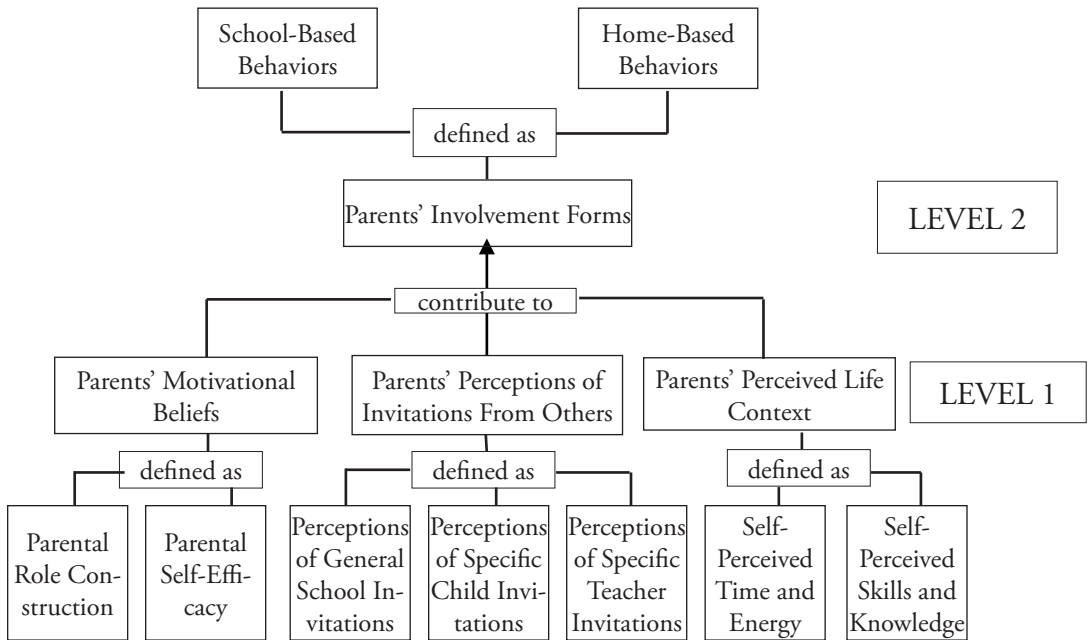 School-Based
Behaviors
Home-Based
Behaviors
defined as
Parents’ Involvement Forms
LEVEL 2
contribute to
Parents’ Motivational
Beliefs
Parents’ Perceptions of
Invitations From Others
Parents’ Perceived Life
Context
LEVEL 1
defined as
defined as
defined as
Parental
Role Con-
struction
Parental
Self-Effi-
cacy
Perceptions
of General
School In-
vitations
Perceptions
of Specific
Child Invi-
tations
Perceptions
of Specific
Teacher
Invitations
Self-
Perceived
Time and
Energy
Self-
Perceived
Skills and
Knowledge